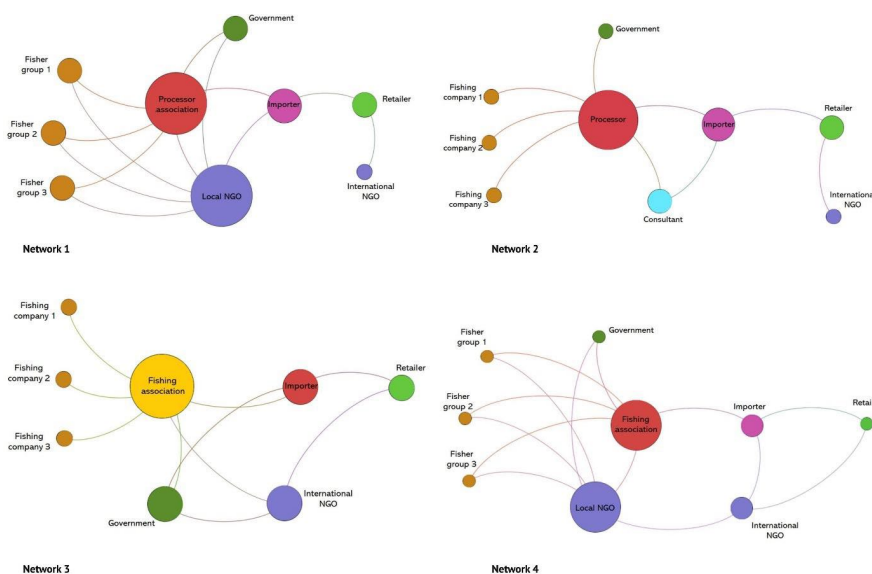 Government
Fisher
group 1
Processor
association
Importer
Retailer
Fisher
group 2
Fisher
group 3
Local NGO
International
NGO
Network 1
Government
Fishing
company 1
Processor
Importer
Retailer
Fishing
company 2
Fishing
company 3
Consultant
International
NGO
Network 2
Fishing
company 1
Fishing
company 2
Fishing
association
Importer
Retailer
Fishing
company 3
Government
International
NGO
Network 3
Government
Fisher
group 1
Fisher
group 2
Fishing
association
Importer
Fisher
group 3
Local NGO
International
NGO
Network 4